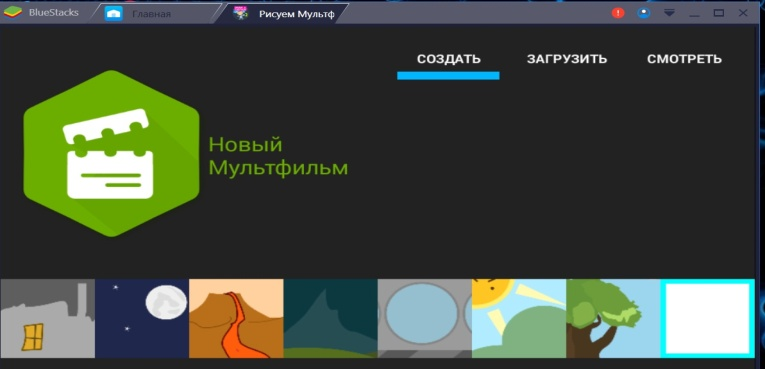 BlueStacks Главная Рисуем Мультф
СОЗДАТЬ ЗАГРУЗИТЬ СМОТРЕТЬ
Новый
Мультфильм